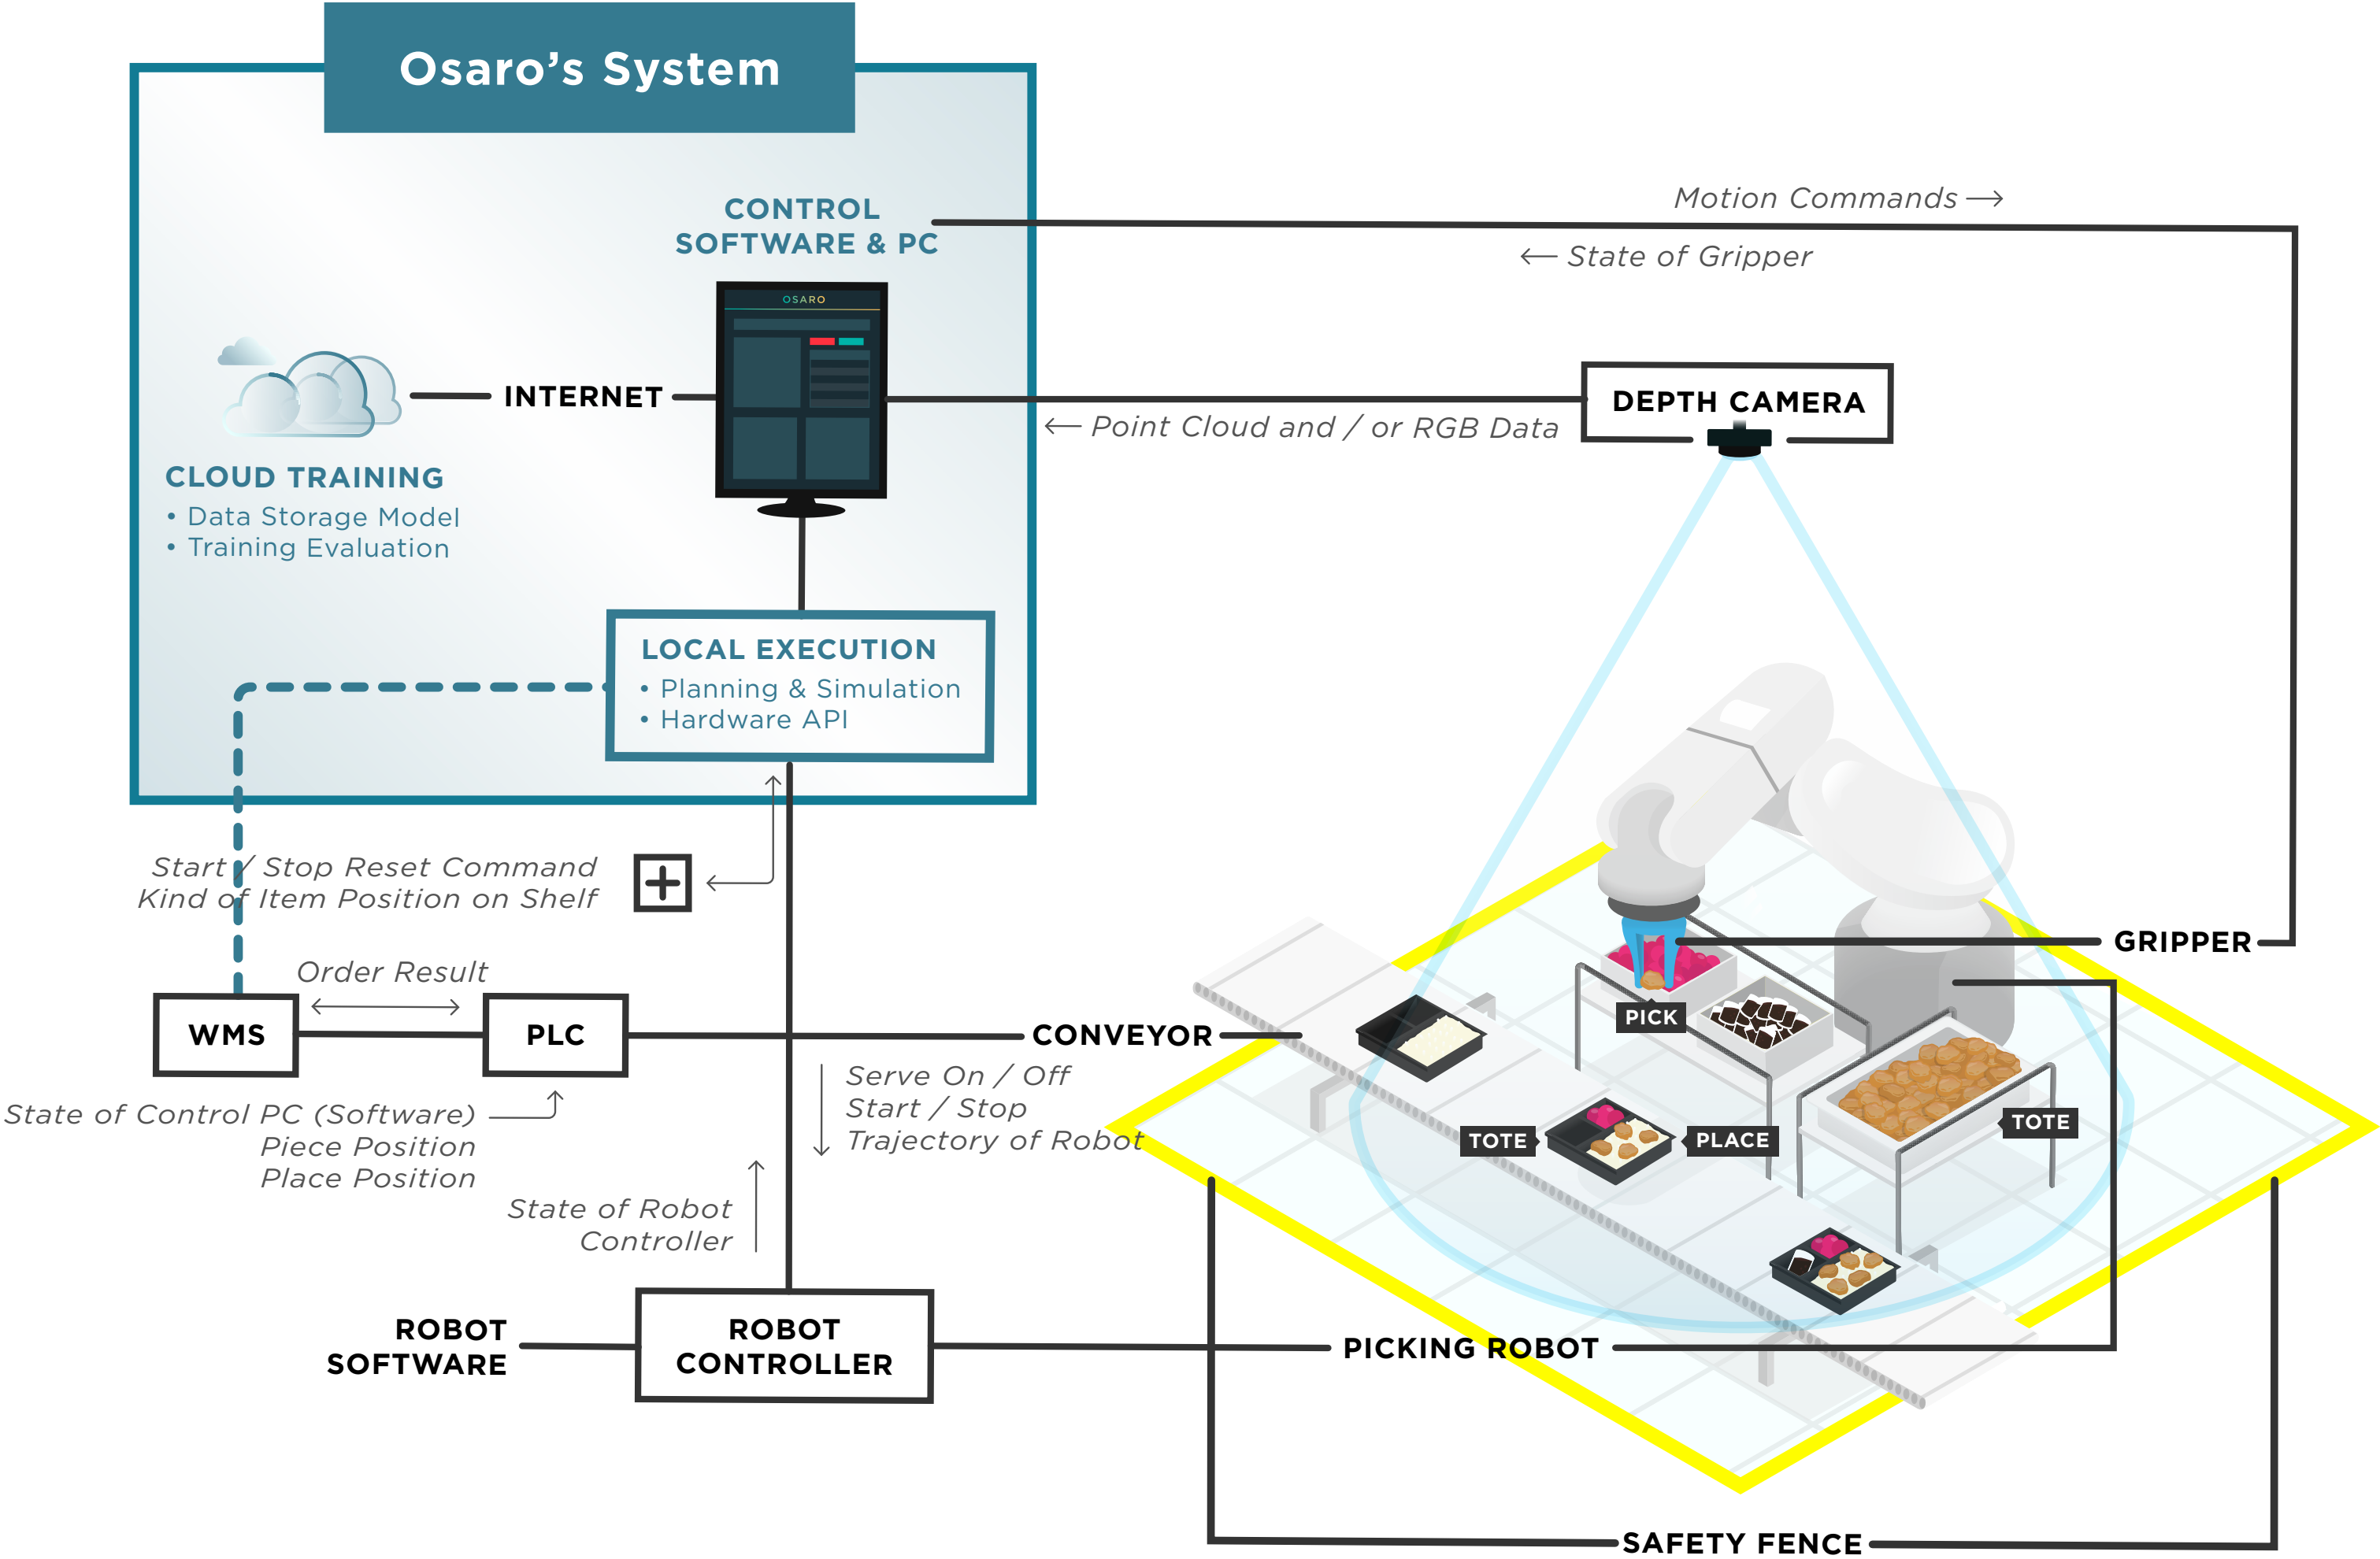 Osaro's System
CONTROL
SOFTWARE & PC
OSARO
INTERNET
CLOUD TRAINING
• Data Storage Model
• Training Evaluation
LOCAL EXECUTION
• Planning & Simulation
• Hardware API
Motion Commands →
← State of Gripper
DEPTH CAMERA
← Point Cloud and / or RGB Data
Start / Stop Reset Command
Kind of Item Position on Shelf
Order Result
WMS
PLC
CONVEYOR
GRIPPER
State of Control PC (Software)
Piece Position
Place Position
Serve On / Off
Start / Stop
Trajectory of Robot
State of Robot
Controller
PICK
TOTE
PLACE
TOTE
ROBOT
SOFTWARE
ROBOT
CONTROLLER
PICKING ROBOT
SAFETY FENCE